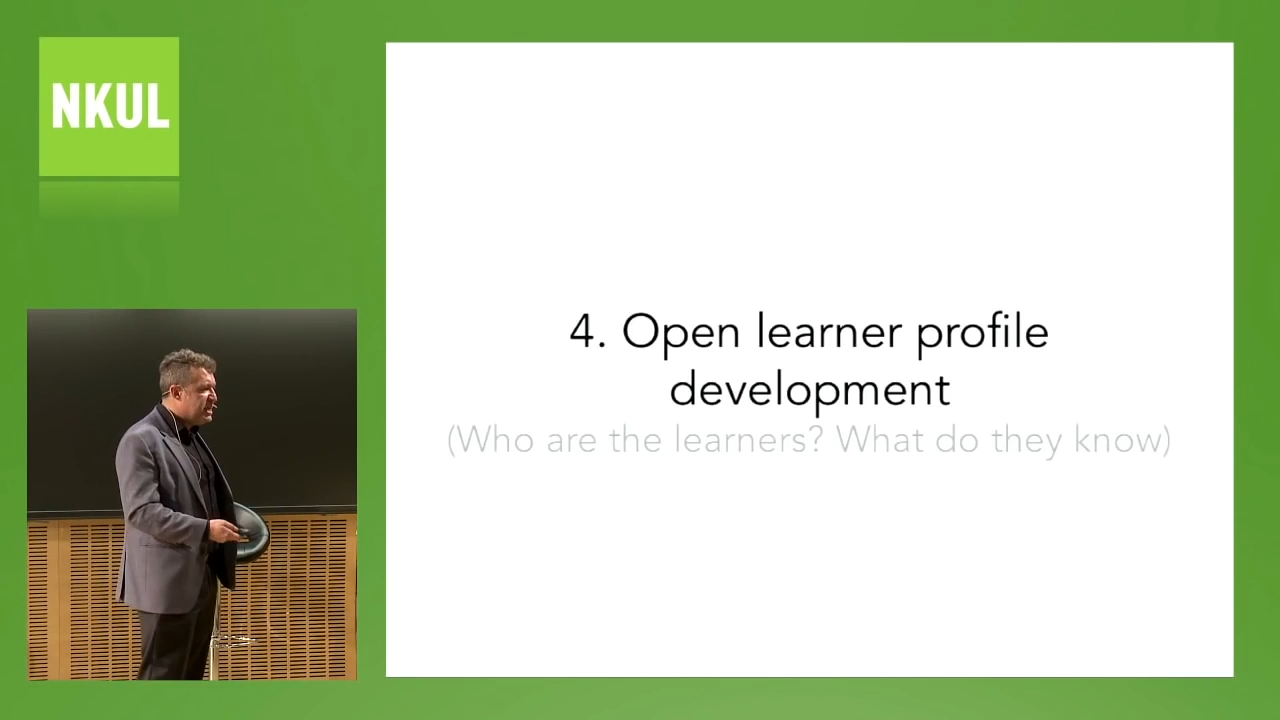 NKUL
4. Open learner profile
development
(Who are the learners? What do they know)